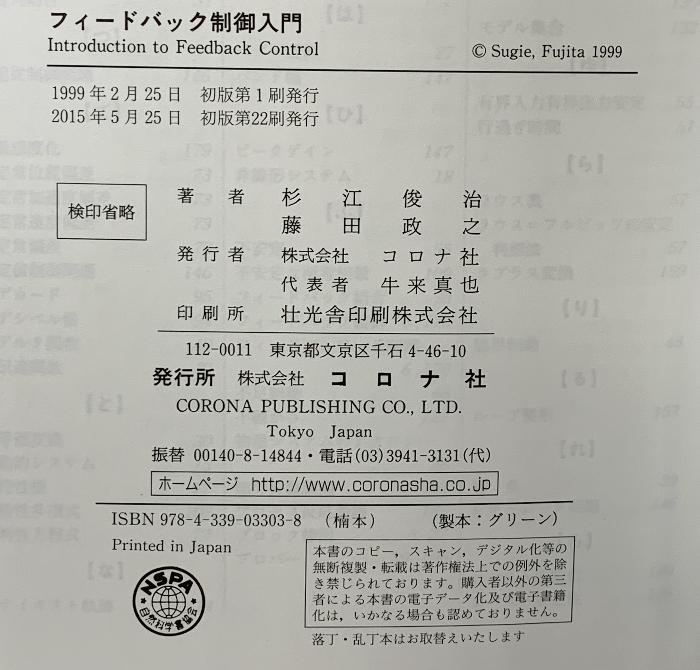 フィードバック制御入門
Introduction to Feedback Control
© Sugie, Fujita 1999
1999年2月25日 初版第1刷発行
2015年5月25日 初版第22刷発行
検印省略
著者 杉江俊治
藤田政之
発行者 株式会社 コロナ社
代表者 牛来真也
印刷所 壮光舎印刷株式会社
112-0011 東京都文京区千石4-46-10
発行所 株式会社 コロナ社
CORONA PUBLISHING CO., LTD.
Tokyo Japan
振替 00140-8-14844・電話(03)3941-3131(代)
ホームページ http://www.coronasha.co.jp
ISBN 978-4-339-03303-8 (楠本) (製本：グリーン)
Printed in Japan
NSPA
自然科学書協会
本書のコピー，スキャン，デジタル化等の
無断複製・転載は著作権法上での例外を除
き禁じられております。購入者以外の第三
者による本書の電子データ化及び電子書籍
化は，いかなる場合も認めておりません。
落丁・乱丁本はお取替えいたします